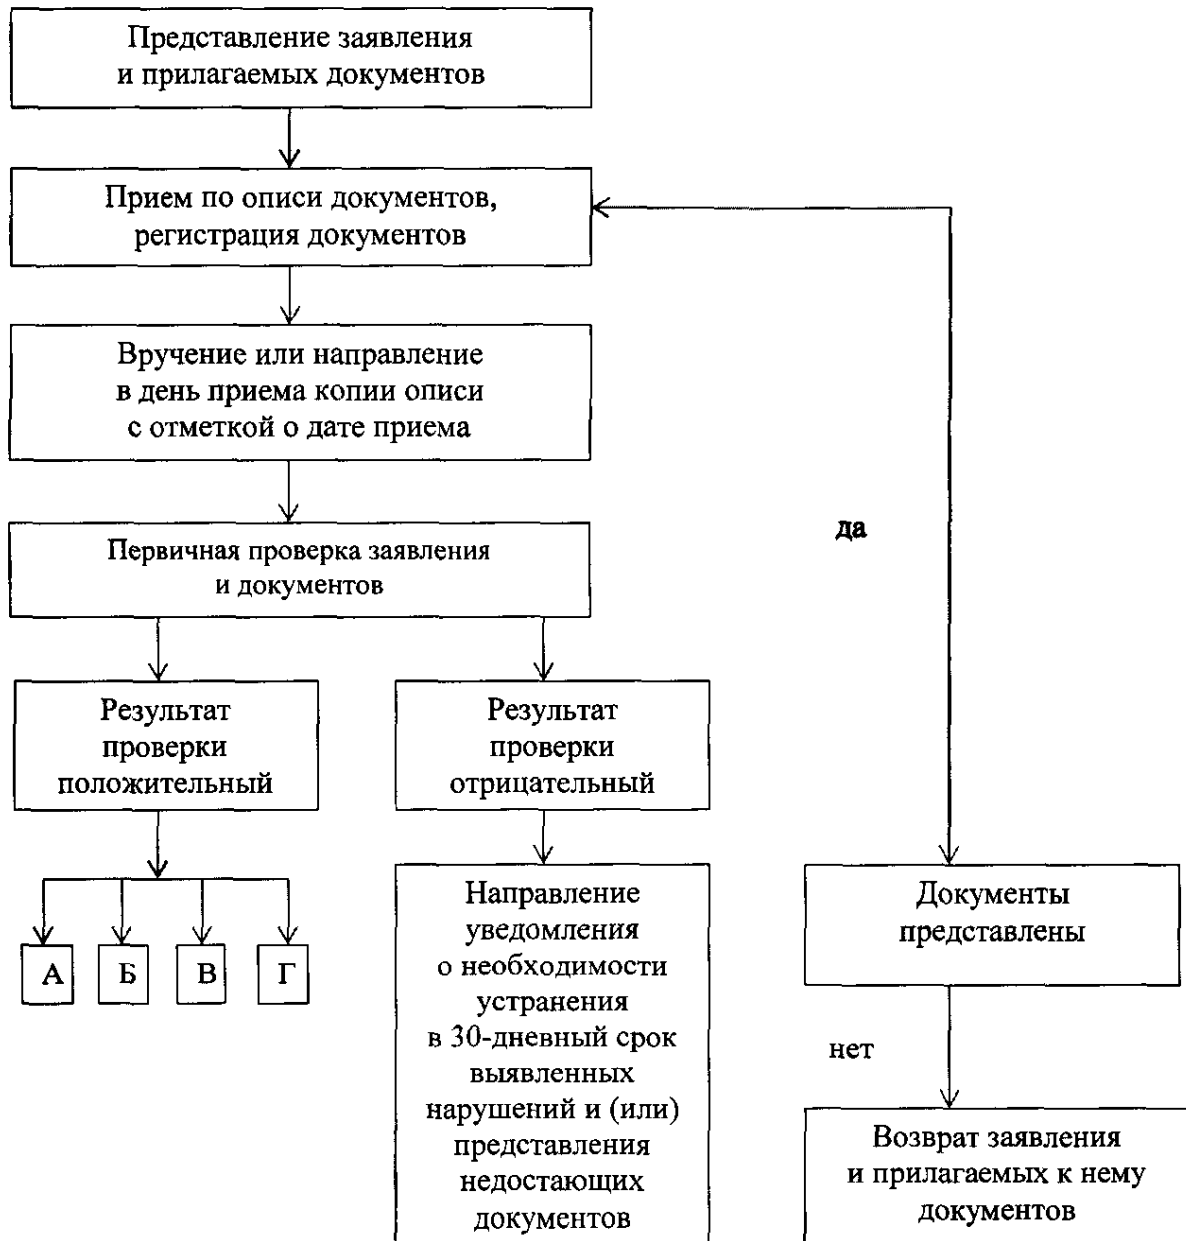 Представление заявления
и прилагаемых документов
Прием по описи документов,
регистрация документов
Вручение или направление
в день приема копии описи
с отметкой о дате приема
да
Первичная проверка заявления
и документов
Результат
проверки
положительный
Результат
проверки
отрицательный
А
Б
В
Г
Направление
уведомления
о необходимости
устранения
в 30-дневный срок
выявленных
нарушений и (или)
представления
недостающих
документов
Документы
представлены
нет
Возврат заявления
и прилагаемых к нему
документов